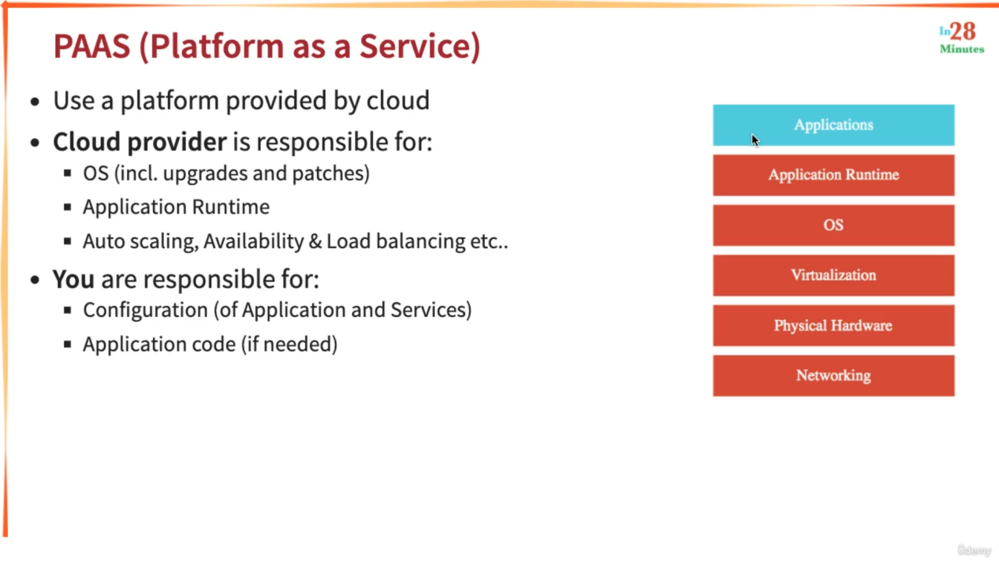 PAAS (Platform as a Service)
In28
Minutes
• Use a platform provided by cloud
• Cloud provider is responsible for:
▪ OS (incl. upgrades and patches)
▪ Application Runtime
▪ Auto scaling, Availability & Load balancing etc..
• You are responsible for:
▪ Configuration (of Application and Services)
▪ Application code (if needed)
Applications
Application Runtime
OS
Virtualization
Physical Hardware
Networking
ûdemy